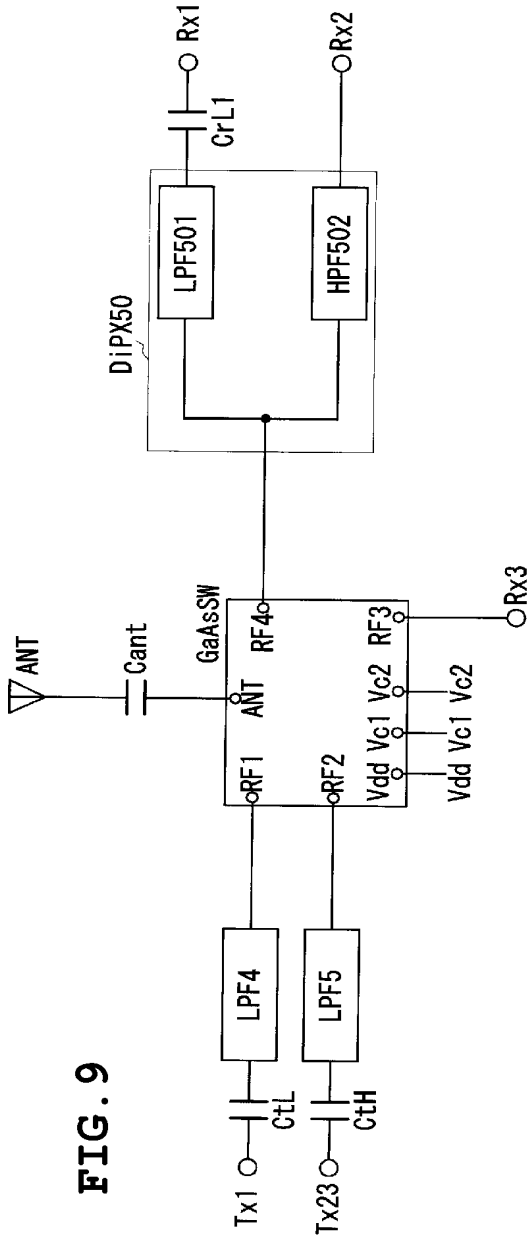 FIG. 9
ANT
Cant
GaAsSW
ANT
RF1
RF2
RF3
RF4
Vdd Vc1 Vc2
Vdd Vc1 Vc2
Tx1
CtL
LPF4
Tx23
CtH
LPF5
DiPX50
LPF501
HPF502
CrL1
Rx1
Rx2
Rx3